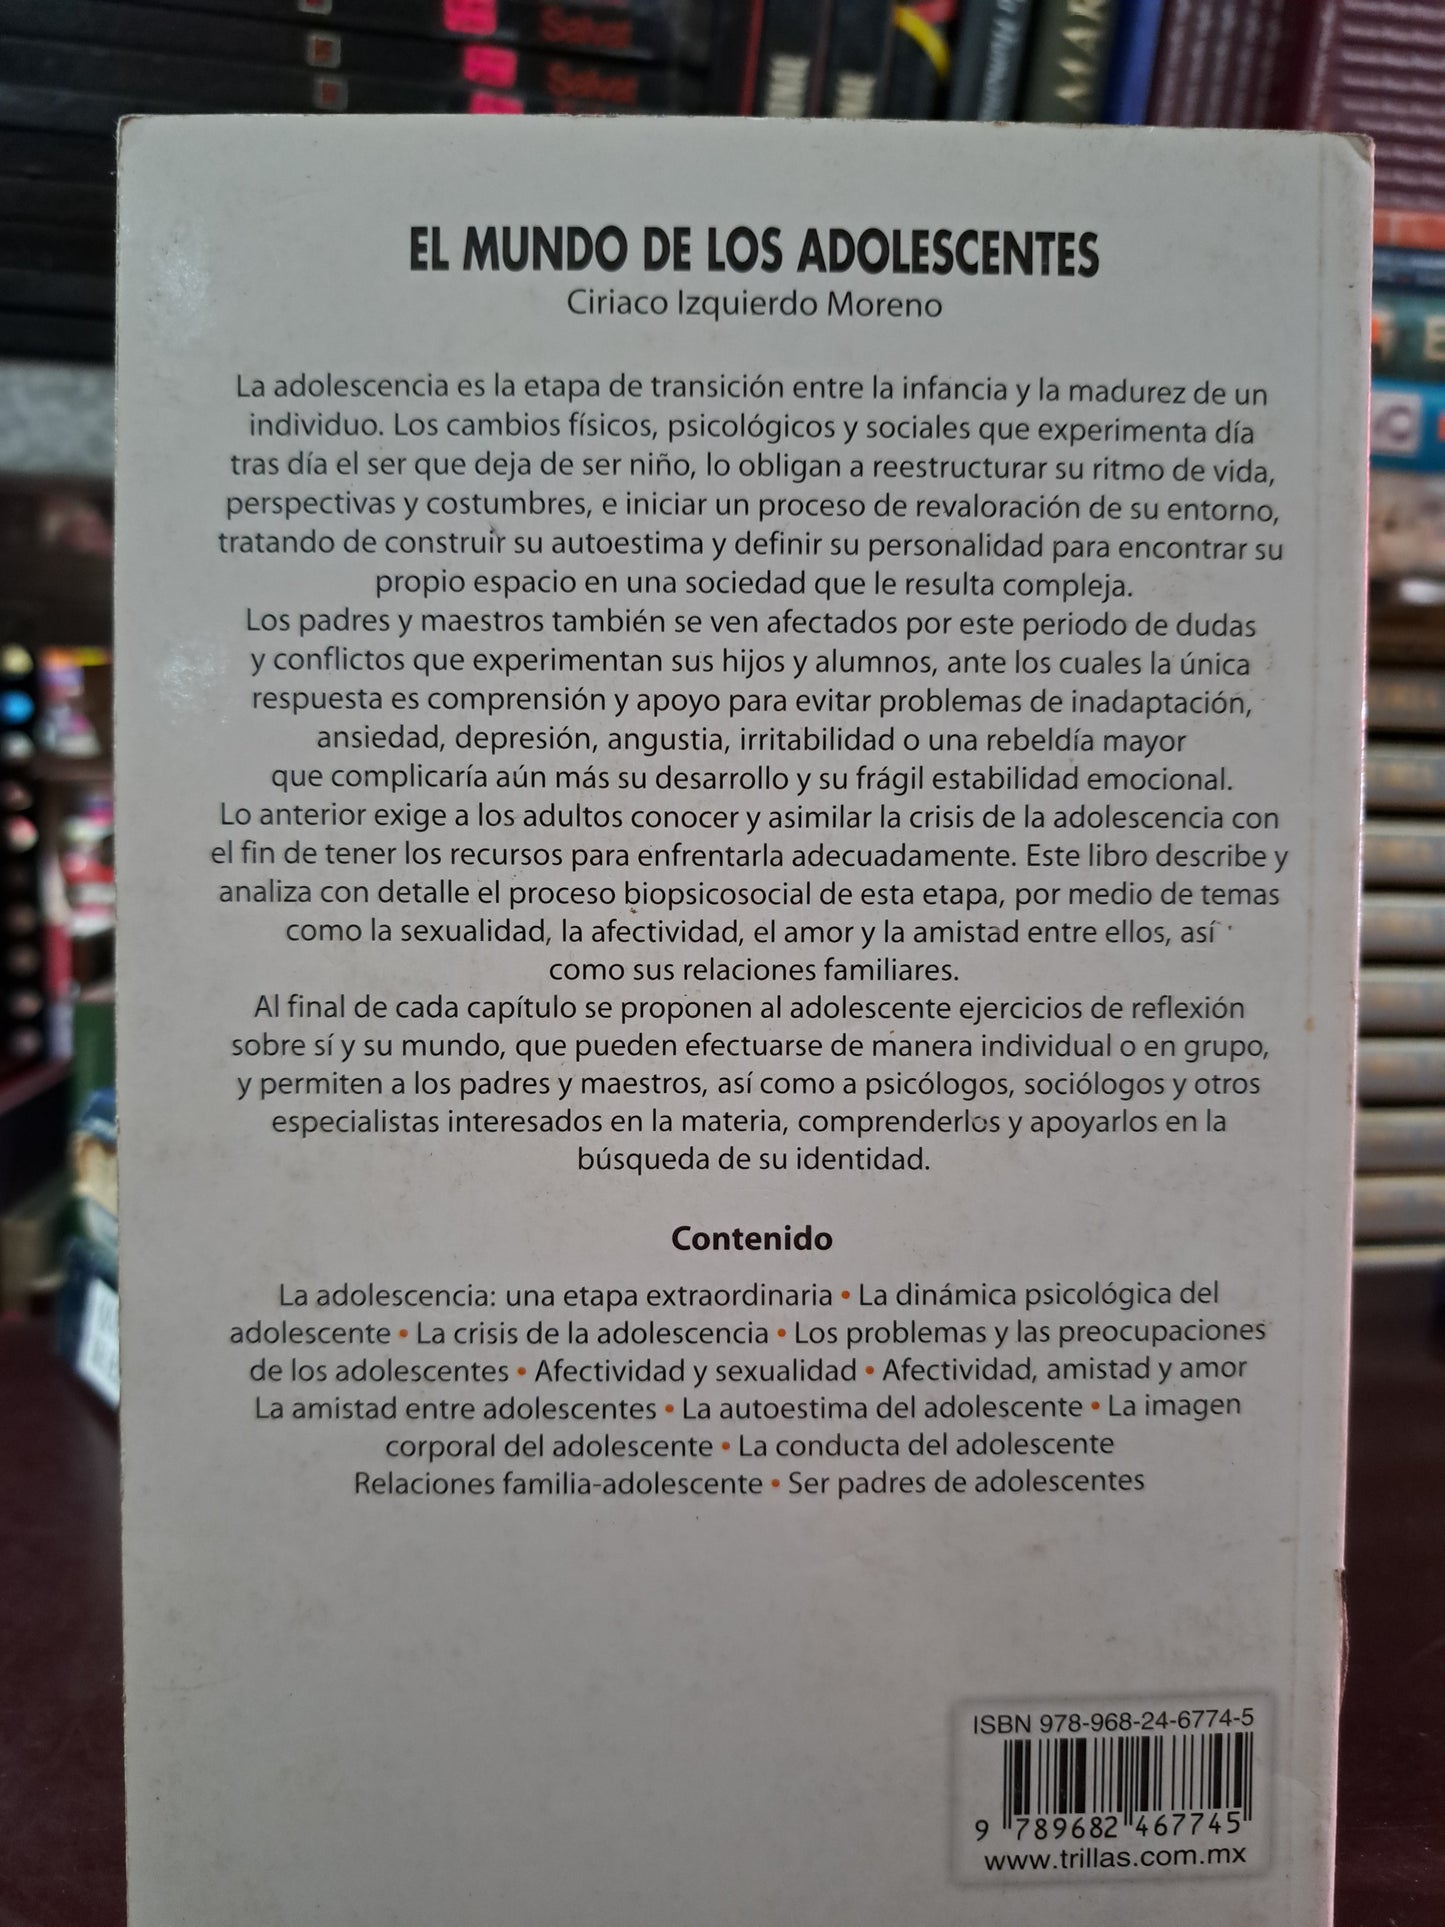 Salvat
Salvat
MAR
EL MUNDO DE LOS ADOLESCENTES
Ciriaco Izquierdo Moreno
La adolescencia es la etapa de transición entre la infancia y la madurez de un
individuo. Los cambios físicos, psicológicos y sociales que experimenta día
tras día el ser que deja de ser niño, lo obligan a reestructurar su ritmo de vida,
perspectivas y costumbres, e iniciar un proceso de revaloración de su entorno,
tratando de construir su autoestima y definir su personalidad para encontrar su
propio espacio en una sociedad que le resulta compleja.
Los padres y maestros también se ven afectados por este periodo de dudas
y conflictos que experimentan sus hijos y alumnos, ante los cuales la única
respuesta es comprensión y apoyo para evitar problemas de inadaptación,
ansiedad, depresión, angustia, irritabilidad o una rebeldía mayor
que complicaría aún más su desarrollo y su frágil estabilidad emocional.
Lo anterior exige a los adultos conocer y asimilar la crisis de la adolescencia con
el fin de tener los recursos para enfrentarla adecuadamente. Este libro describe y
analiza con detalle el proceso biopsicosocial de esta etapa, por medio de temas
como la sexualidad, la afectividad, el amor y la amistad entre ellos, así
como sus relaciones familiares.
Al final de cada capítulo se proponen al adolescente ejercicios de reflexión
sobre sí y su mundo, que pueden efectuarse de manera individual o en grupo,
y permiten a los padres y maestros, así como a psicólogos, sociólogos y otros
especialistas interesados en la materia, comprenderlos y apoyarlos en la
búsqueda de su identidad.
Contenido
La adolescencia: una etapa extraordinaria • La dinámica psicológica del
adolescente • La crisis de la adolescencia • Los problemas y las preocupaciones
de los adolescentes • Afectividad y sexualidad • Afectividad, amistad y amor
La amistad entre adolescentes • La autoestima del adolescente • La imagen
corporal del adolescente • La conducta del adolescente
Relaciones familia-adolescente • Ser padres de adolescentes
ISBN 978-968-24-6774-5
9 789682 467745
www.trillas.com.mx